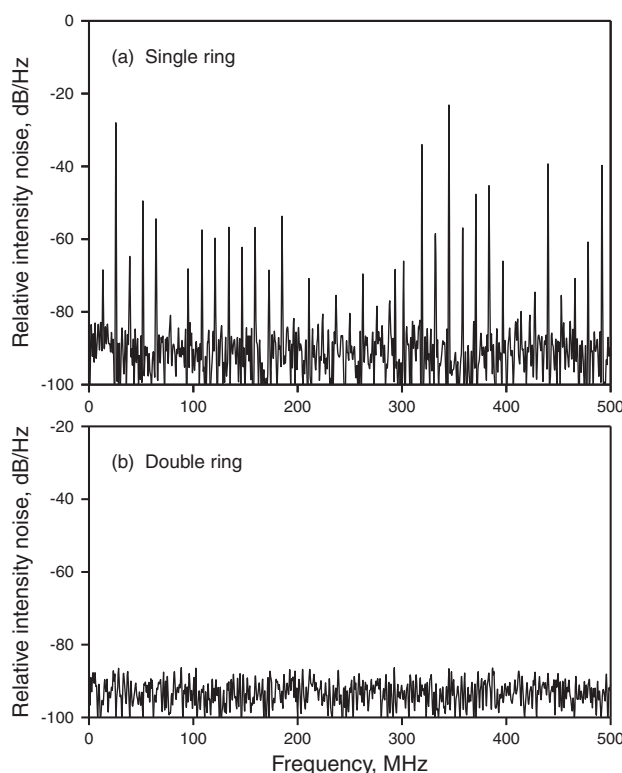 0
(a) Single ring
-20
-40
-60
-80
-100
Relative intensity noise, dB/Hz
0 100 200 300 400 500
-20
(b) Double ring
-40
-60
-80
-100
Relative intensity noise, dB/Hz
0 100 200 300 400 500
Frequency, MHz